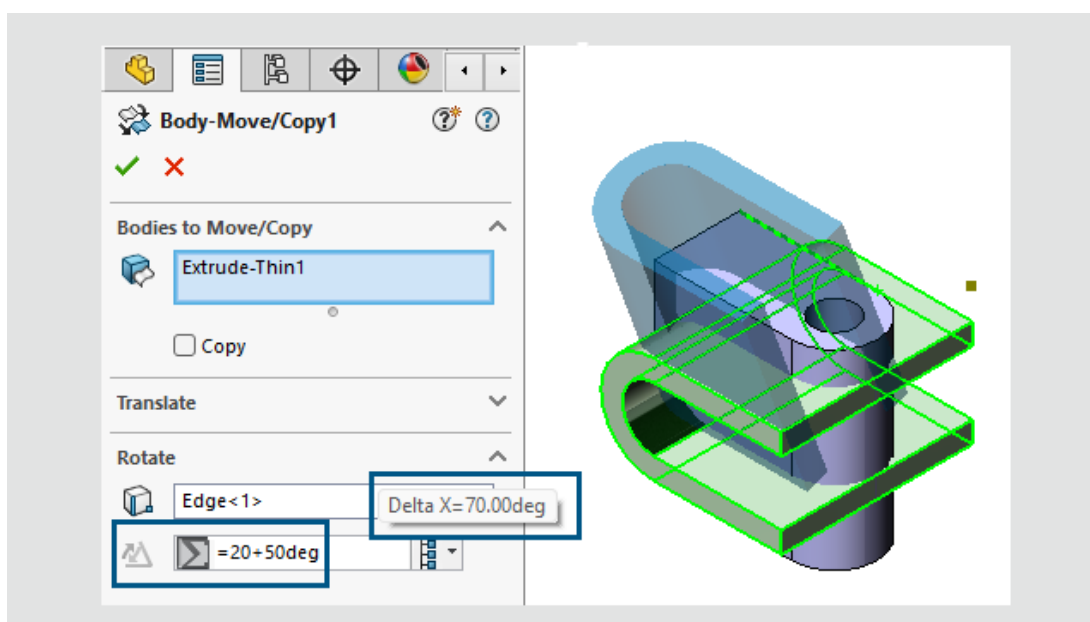 Body-Move/Copy1
Bodies to Move/Copy
Extrude-Thin1
Copy
Translate
Rotate
Edge<1>
Delta X=70.00deg
=20+50deg